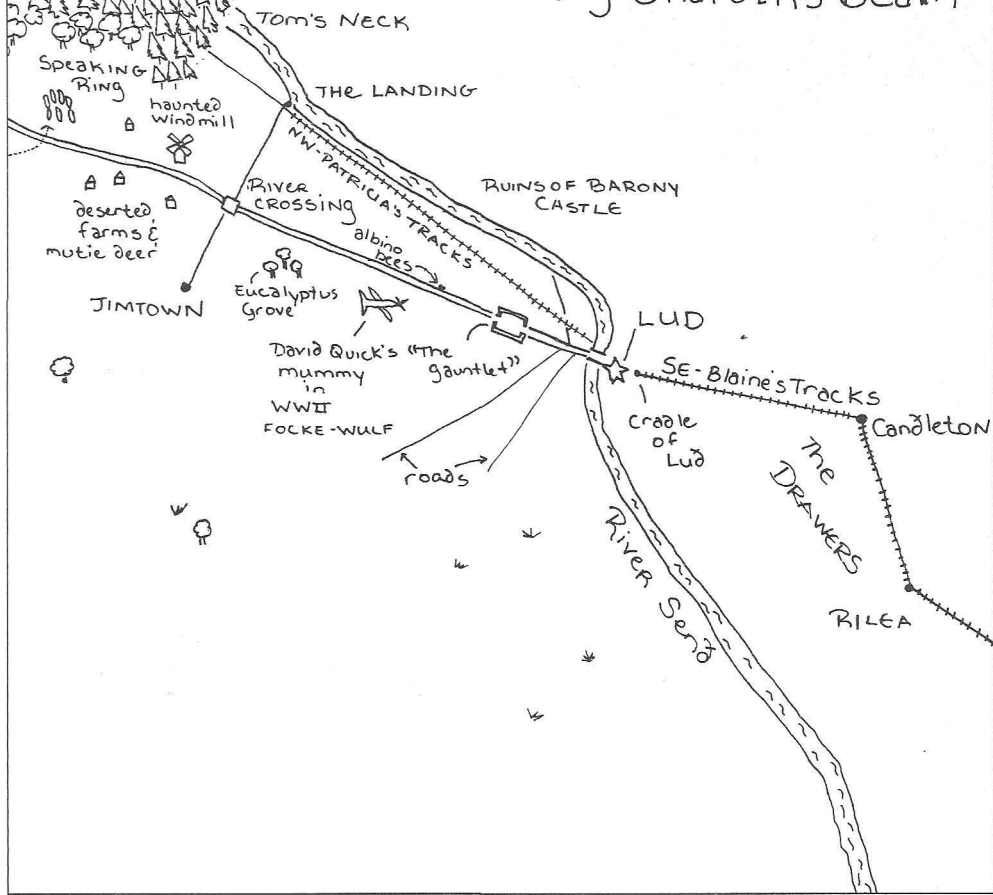 TOM'S NECK
SPEAKING
RING
haunted
windmill
THE LANDING
NW-PATRICIA'S TRACKS
RUINS OF BARONY
CASTLE
RIVER
CROSSING
deserted
farms &
mutie deer
albino
bees
JIMTOWN
Eucalyptus
Grove
David Quick's
mummy
in
WWII
FOCKE-WULF
"The
gauntlet"
LUD
SE-Blaine's Tracks
Candleton
Cradle
of
Lud
roads
The
DRAWERS
River Send
RILEA